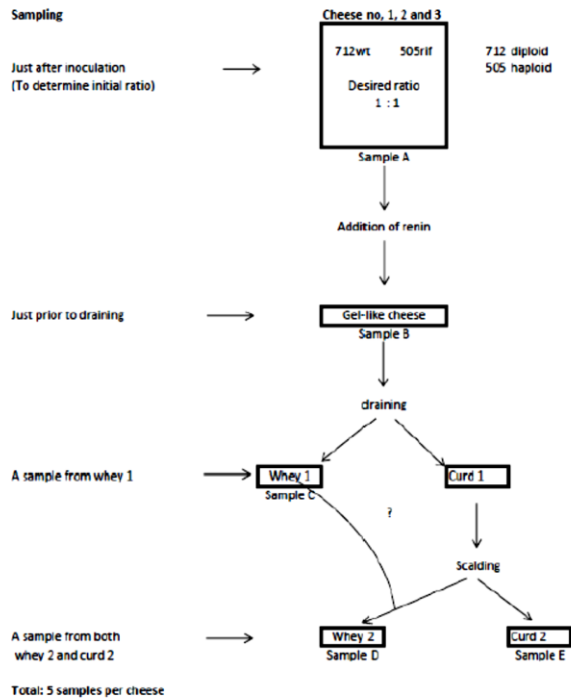 Sampling
Cheese no, 1, 2 and 3
712wt 505rif
712 diploid
505 haploid
Just after inoculation
(To determine initial ratio)
Desired ratio
1 : 1
Sample A
Addition of renin
Just prior to draining
Gel-like cheese
Sample B
draining
A sample from whey 1
Whey 1
Curd 1
Sample C
?
Scalding
A sample from both
whey 2 and curd 2
Whey 2
Curd 2
Sample D
Sample E
Total: 5 samples per cheese